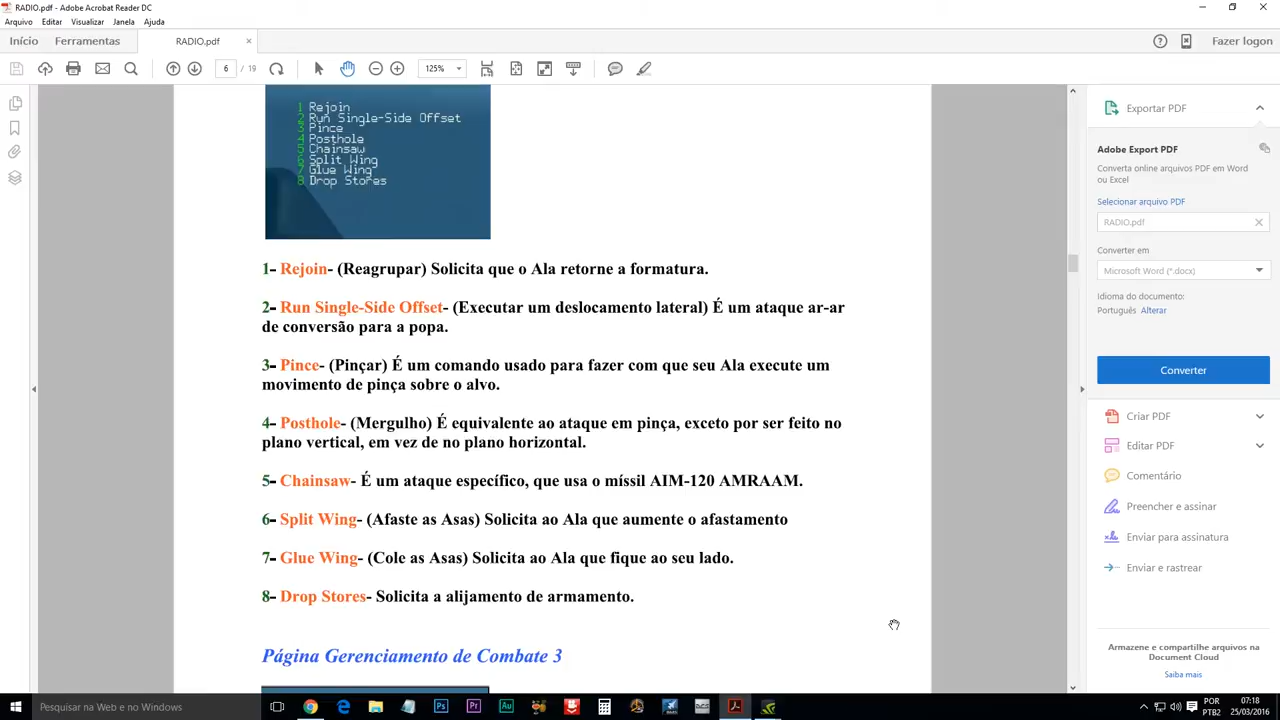 RADIO.pdf - Adobe Acrobat Reader DC
Arquivo Editar Visualizar Janela Ajuda
Início Ferramentas RADIO.pdf × Fazer logon
6 / 19 125%
1 Rejoin
2 Run Single-Side Offset
3 Pince
4 Posthole
5 Chainsaw
6 Split Wing
7 Glue Wing
8 Drop Stores
1- Rejoin- (Reagrupar) Solicita que o Ala retorne a formatura.
2- Run Single-Side Offset- (Executar um deslocamento lateral) É um ataque ar-ar
de conversão para a popa.
3- Pince- (Pinçar) É um comando usado para fazer com que seu Ala execute um
movimento de pinça sobre o alvo.
4- Posthole- (Mergulho) É equivalente ao ataque em pinça, exceto por ser feito no
plano vertical, em vez de no plano horizontal.
5- Chainsaw- É um ataque específico, que usa o míssil AIM-120 AMRAAM.
6- Split Wing- (Afaste as Asas) Solicita ao Ala que aumente o afastamento
7- Glue Wing- (Cole as Asas) Solicita ao Ala que fique ao seu lado.
8- Drop Stores- Solicita a alijamento de armamento.
Página Gerenciamento de Combate 3
Exportar PDF
Adobe Export PDF
Converta online arquivos PDF em Word
ou Excel
Selecionar arquivo PDF
RADIO.pdf
Converter em
Microsoft Word (*.docx)
Idioma do documento:
Português Alterar
Converter
Criar PDF
Editar PDF
Comentário
Preencher e assinar
Enviar para assinatura
Enviar e rastrear
Armazene e compartilhe arquivos na
Document Cloud
Saiba mais
Pesquisar na Web e no Windows
Ps Pr Au DCS
POR
PTB2
07:18
25/03/2016